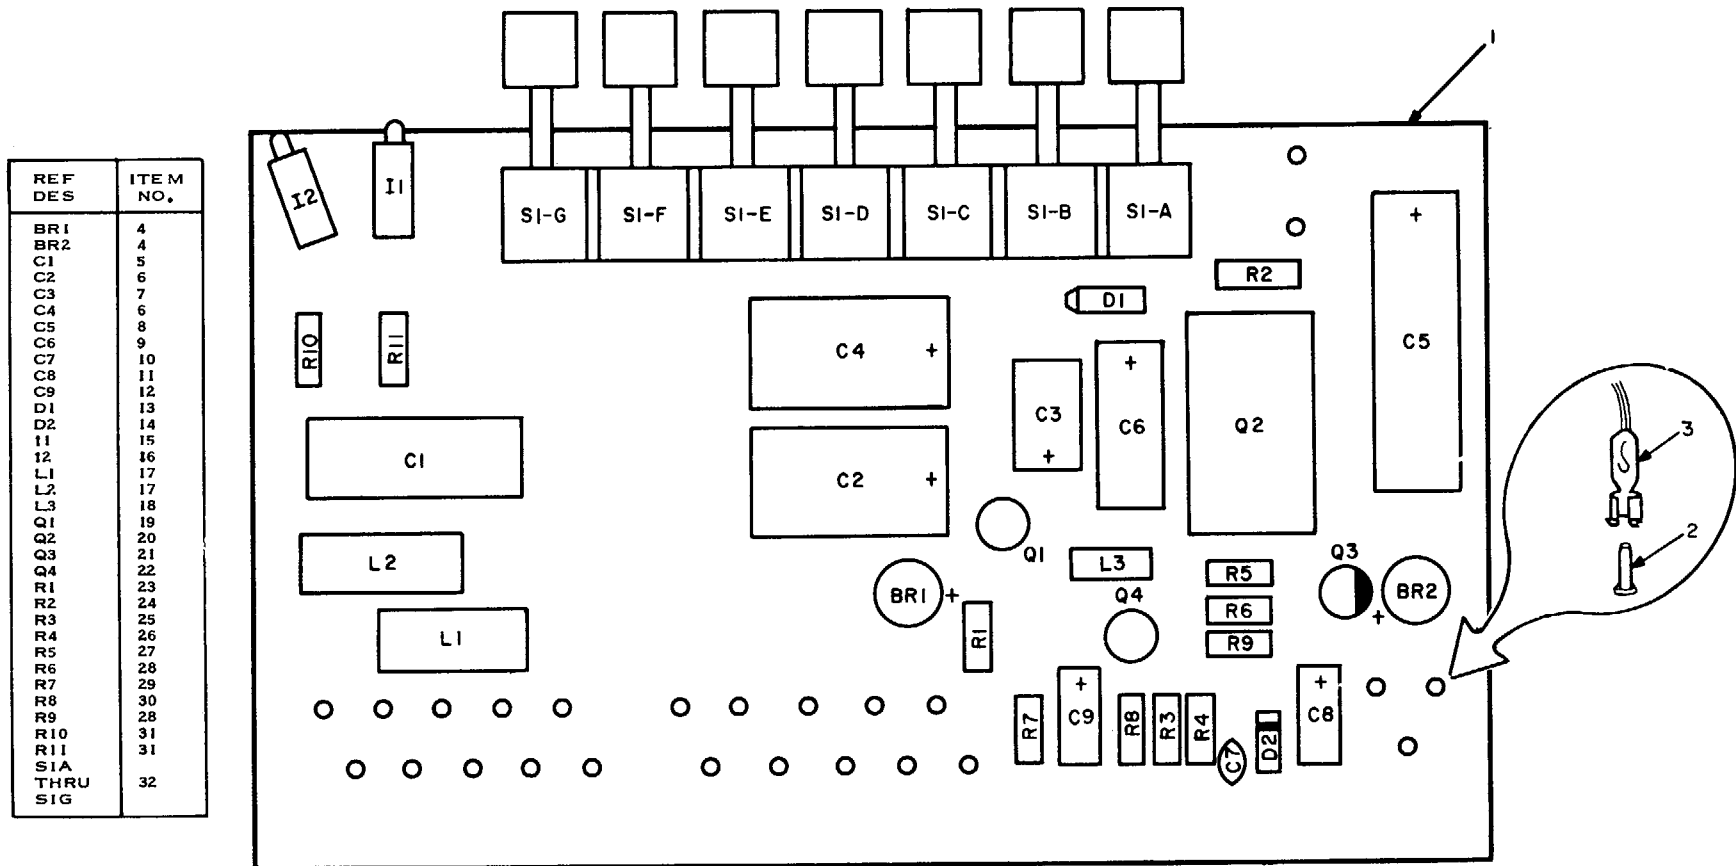 REF DES ITEM NO.
BR1 4
BR2 4
C1 5
C2 6
C3 7
C4 6
C5 8
C6 9
C7 10
C8 11
C9 12
D1 13
D2 14
I1 15
I2 16
L1 17
L2 17
L3 18
Q1 19
Q2 20
Q3 21
Q4 22
R1 23
R2 24
R3 25
R4 26
R5 27
R6 28
R7 29
R8 30
R9 28
R10 31
R11 31
S1A
THRU 32
S1G
1
I2
I1
S1-G
S1-F
S1-E
S1-D
S1-C
S1-B
S1-A
+
R2
D1
R10
R11
C4 +
C5
+
C3
+
C6
Q2
C1
C2 +
3
2
Q1
L2
L3
R5
Q3
BR1 +
Q4
R6
+ BR2
L1
R1
R9
R7
+
C9
R8
R3
R4
C7
D2
+
C8